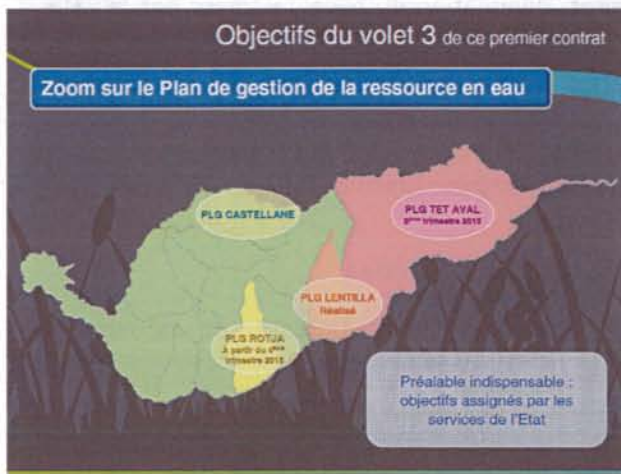 Objectifs du volet 3 de ce premier contrat
Zoom sur le Plan de gestion de la ressource en eau
PLG CASTELLANE
PLG TET AVAL
trimestre 2015
PLG LENTILLA
Réalisé
PLG ROTJA
A partir du 4ème
trimestre 2015
Préalable indispensable :
objectifs assignés par les
services de l'Etat